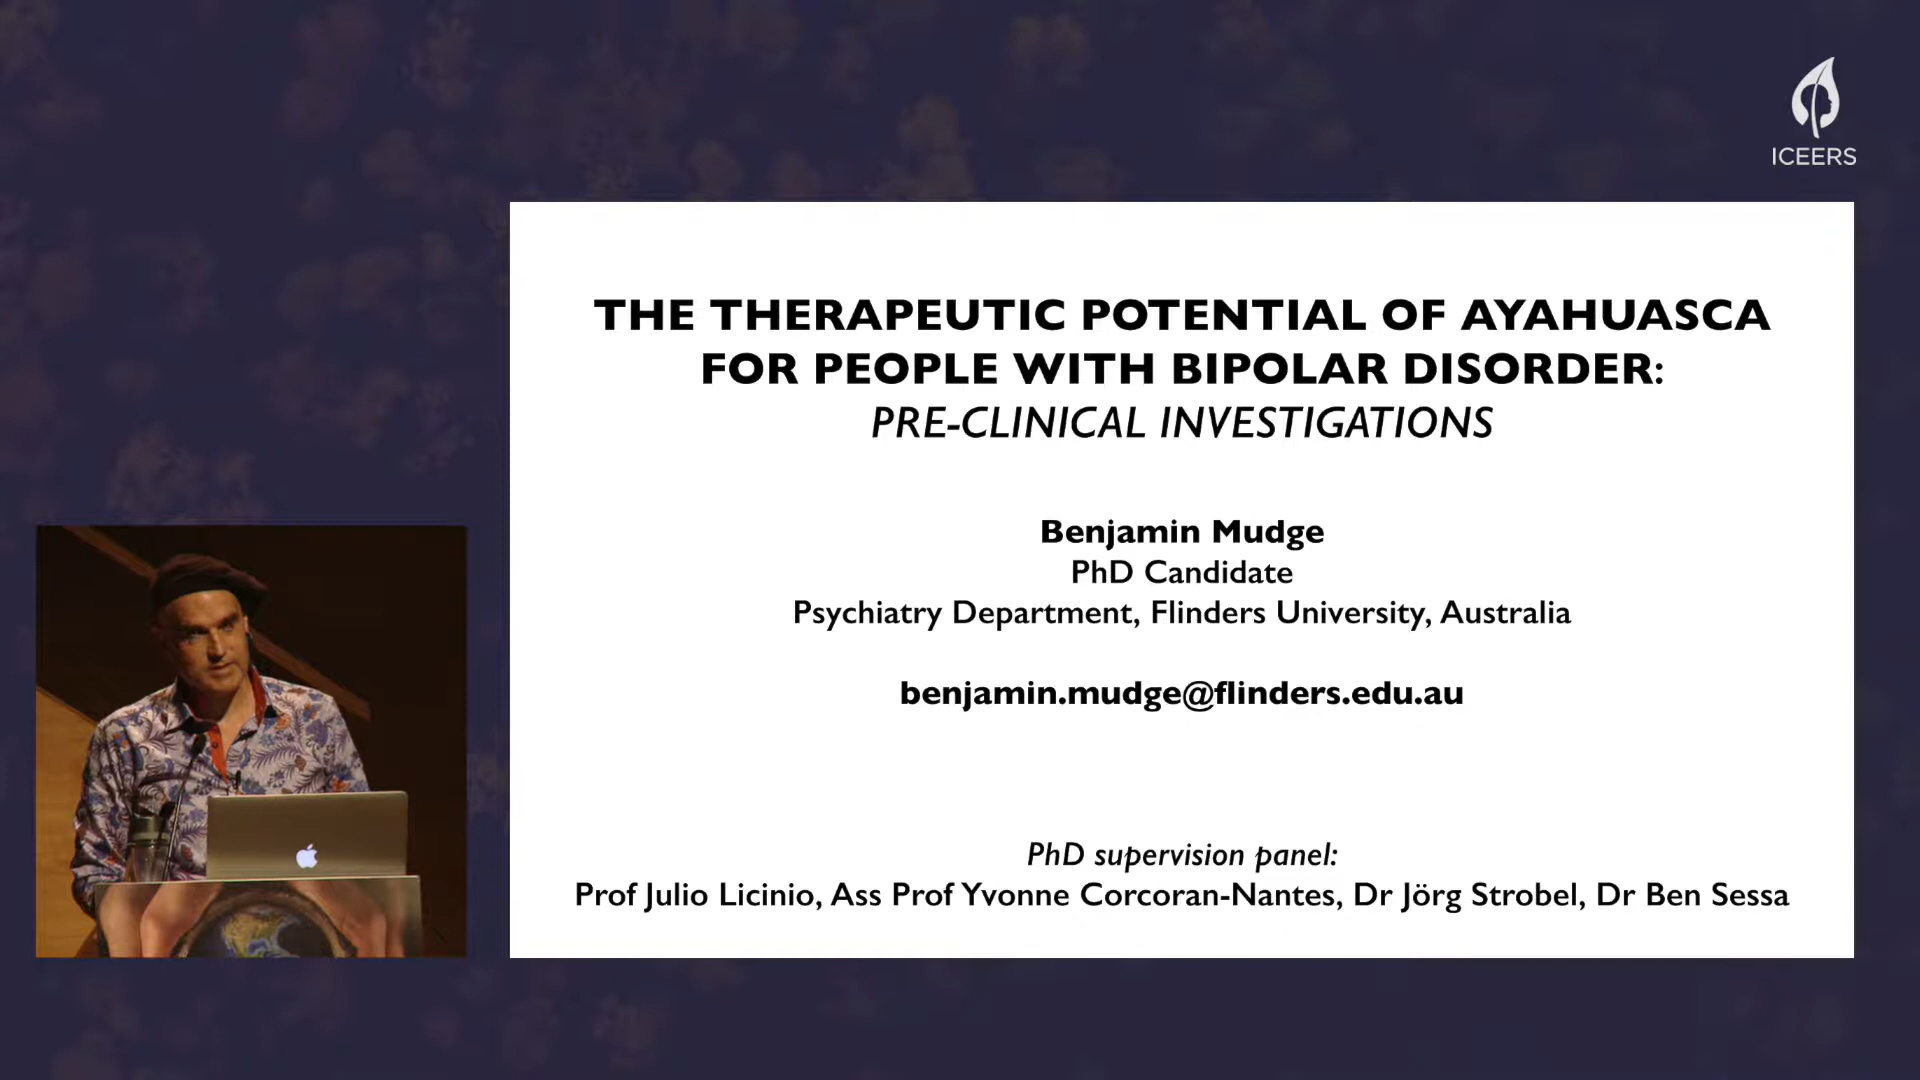 ICEERS
THE THERAPEUTIC POTENTIAL OF AYAHUASCA
FOR PEOPLE WITH BIPOLAR DISORDER:
PRE-CLINICAL INVESTIGATIONS
Benjamin Mudge
PhD Candidate
Psychiatry Department, Flinders University, Australia
benjamin.mudge@flinders.edu.au
PhD supervision panel:
Prof Julio Licinio, Ass Prof Yvonne Corcoran-Nantes, Dr Jörg Strobel, Dr Ben Sessa